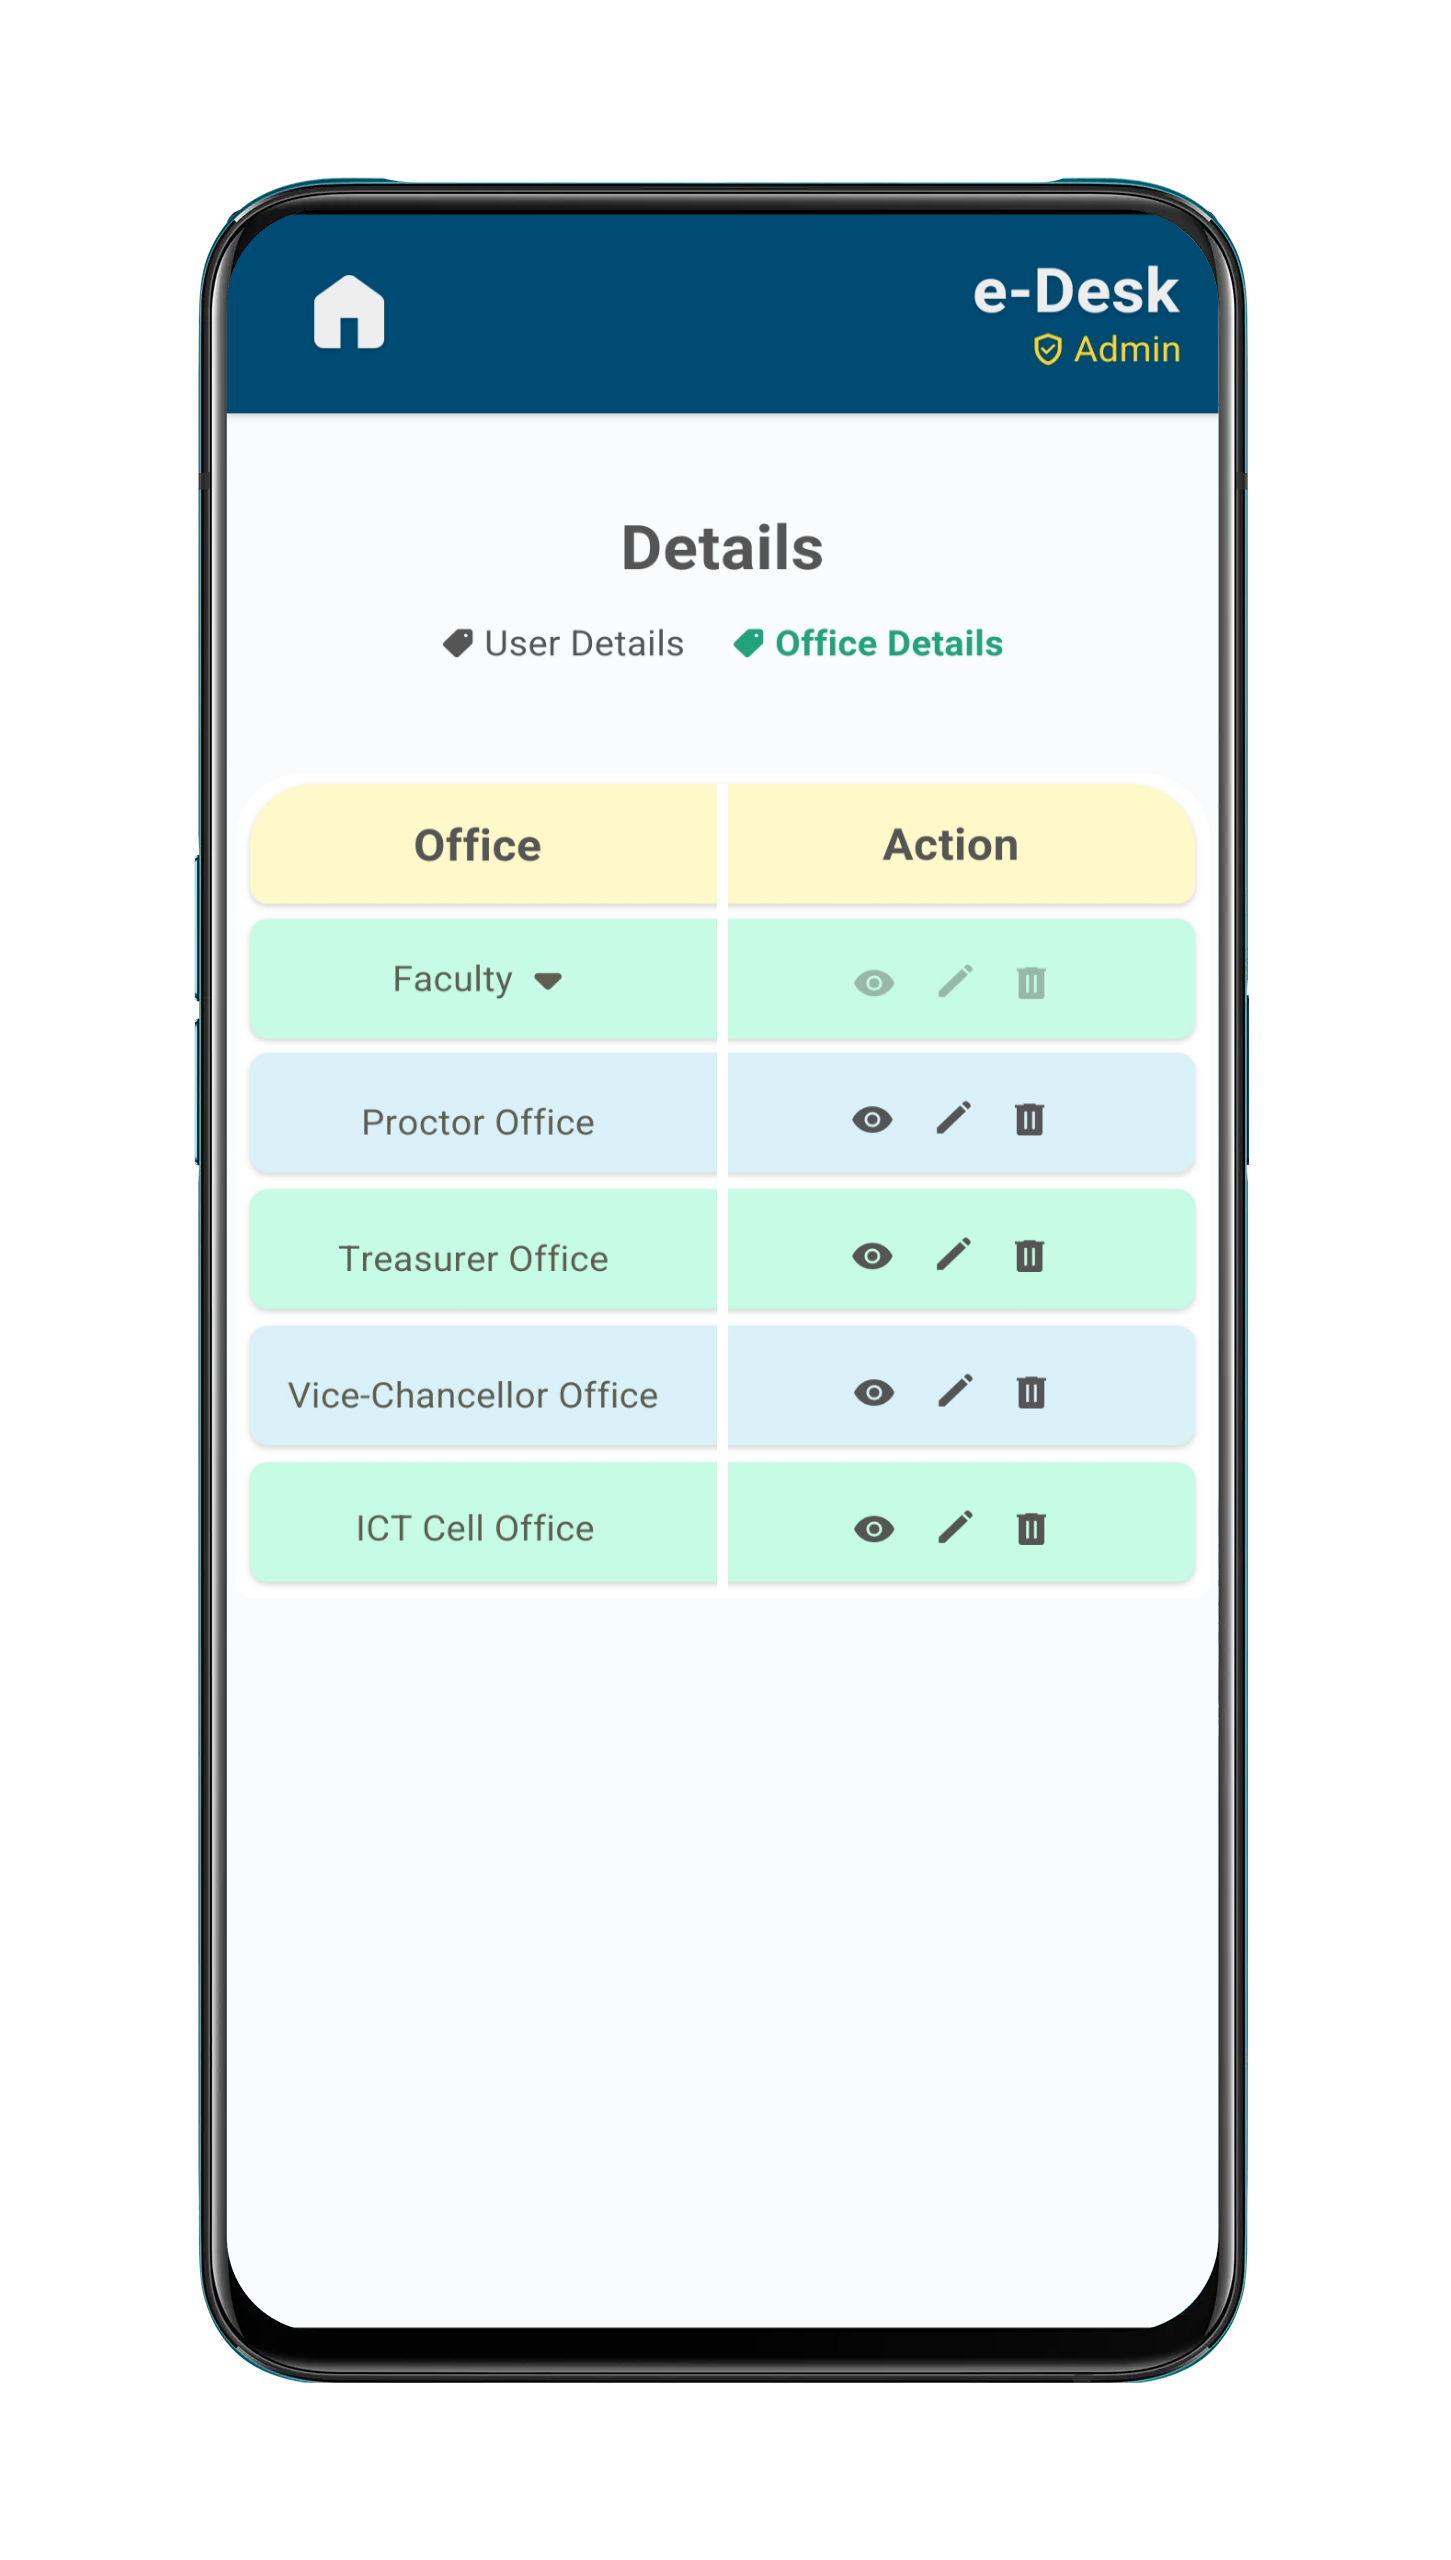 e-Desk
Admin
Details
User Details Office Details
Office Action
Faculty
Proctor Office
Treasurer Office
Vice-Chancellor Office
ICT Cell Office